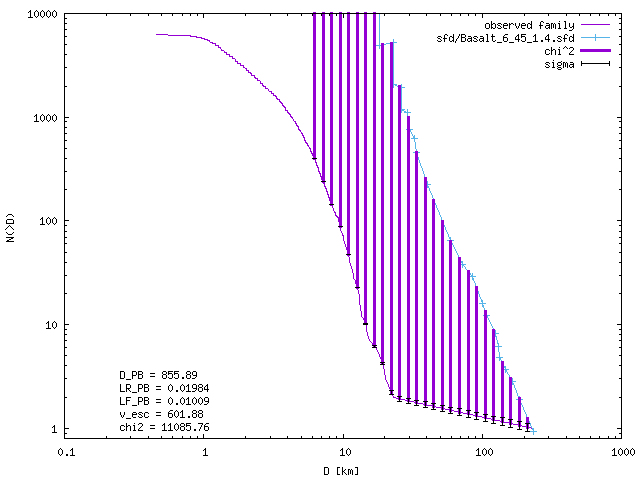 observed family
sfd/Basalt_6_45_1.4.sfd
chi^2
sigma
10000
1000
100
10
1
N(>D)
D_PB = 855.89
LR_PB = 0.01984
LF_PB = 0.01009
v_esc = 601.88
chi2 = 11085.76
0.1 1 10 100 1000
D [km]